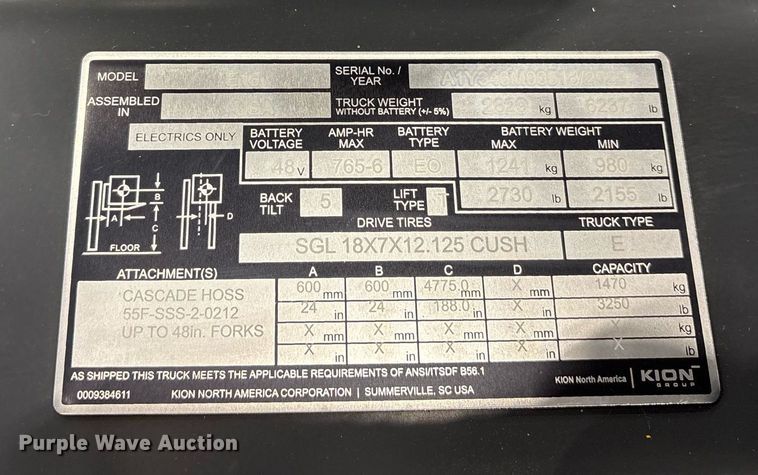 MODEL SERIAL NO./ YEAR
ASSEMBLED IN TRUCK WEIGHT WITHOUT BATTERY (+/- 5%) kg 6237 lb
ELECTRICS ONLY BATTERY VOLTAGE AMP-HR MAX BATTERY TYPE BATTERY WEIGHT MAX MIN
48 V 765-6 EO 1241 kg 980 kg
BACK TILT 5 LIFT TYPE 2730 lb 2155 lb
A B C D FLOOR
DRIVE TIRES TRUCK TYPE
SGL 18X7X12.125 CUSH E
ATTACHMENT(S) A B C D CAPACITY
CASCADE HOSS 600 mm 600 mm 4775.0 mm X mm 1470 kg
55F-SSS-2-0212 24 in 24 in 188.0 in X in 3250 lb
UP TO 48in. FORKS X mm X mm X mm X mm X kg
X in X in X in X in X lb
AS SHIPPED THIS TRUCK MEETS THE APPLICABLE REQUIREMENTS OF ANSI/ITSDF B56.1
0009384611 KION NORTH AMERICA CORPORATION | SUMMERVILLE, SC USA
KION North America | KION GROUP
Purple Wave Auction